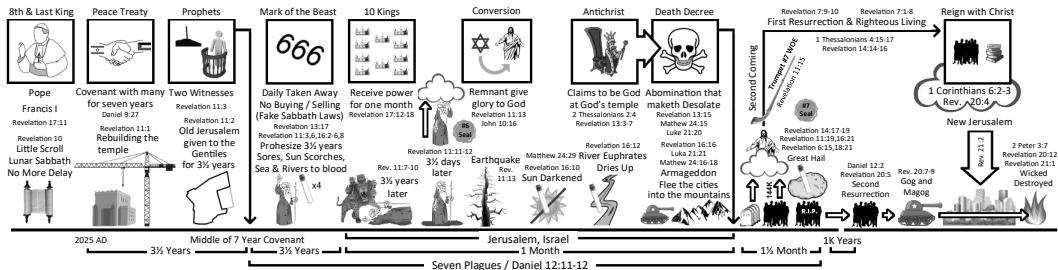 8th & Last King
Pope
Francis I
Revelation 17:11
Revelation 10
Little Scroll
Lunar Sabbath
No More Delay
Peace Treaty
Covenant with many
for seven years
Daniel 9:27
Revelation 11:1
Rebuilding the
temple
Prophets
Two Witnesses
Revelation 11:3
Revelation 11:2
Old Jerusalem
given to the
Gentiles
for 3½ years
Mark of the Beast
666
Daily Taken Away
No Buying / Selling
(Fake Sabbath Laws)
Revelation 13:17
Revelation 11:3,6,16:2-6,8
Prohesize 3½ years
Sores, Sun Scorches,
Sea & Rivers to blood
x4
10 Kings
Receive power
for one month
Revelation 17:12-18
Rev. 11:7-10
3½ years
later
Revelation 11:11-12
3½ days
later
#6
Seal
Conversion
Remnant give
glory to God
Revelation 11:13
John 10:16
Earthquake
Rev.
11:13
Matthew 24:29
Revelation 16:10
Sun Darkened
Antichrist
Claims to be God
at God's temple
2 Thessalonians 2:4
Revelation 13:3-7
Revelation 16:12
River Euphrates
Dries Up
Death Decree
Abomination that
maketh Desolate
Revelation 13:15
Mathew 24:15
Luke 21:20
Revelation 16:16
Luka 21:21
Mathew 24:16-18
Armageddon
Flee the cities
into the mountains
Second Coming
Trumpet #7 WOE
Revelation 11:15
Revelation 7:9-10
Revelation 7:1-8
First Resurrection & Righteous Living
1 Thessalonians 4:15-17
Revelation 14:14-16
#7
Seal
Revelation 14:17-19
Revelation 11:19,16:21
Revelation 6:15,18:21
Great Hail
144K
R.I.P.
Daniel 12:2
Revelation 20:5
Second
Resurrection
Rev. 20:7-9
Gog and
Magog
Reign with Christ
1 Corinthians 6:2-3
Rev. 20:4
New Jerusalem
Rev. 21:2
2 Peter 3:7
Revelation 20:12
Revelation 21:1
Wicked
Destroyed
2025 AD
Middle of 7 Year Covenant
Jerusalem, Israel
1K Years
3½ Years
3½ Years
1 Month
1½ Month
Seven Plagues / Daniel 12:11-12